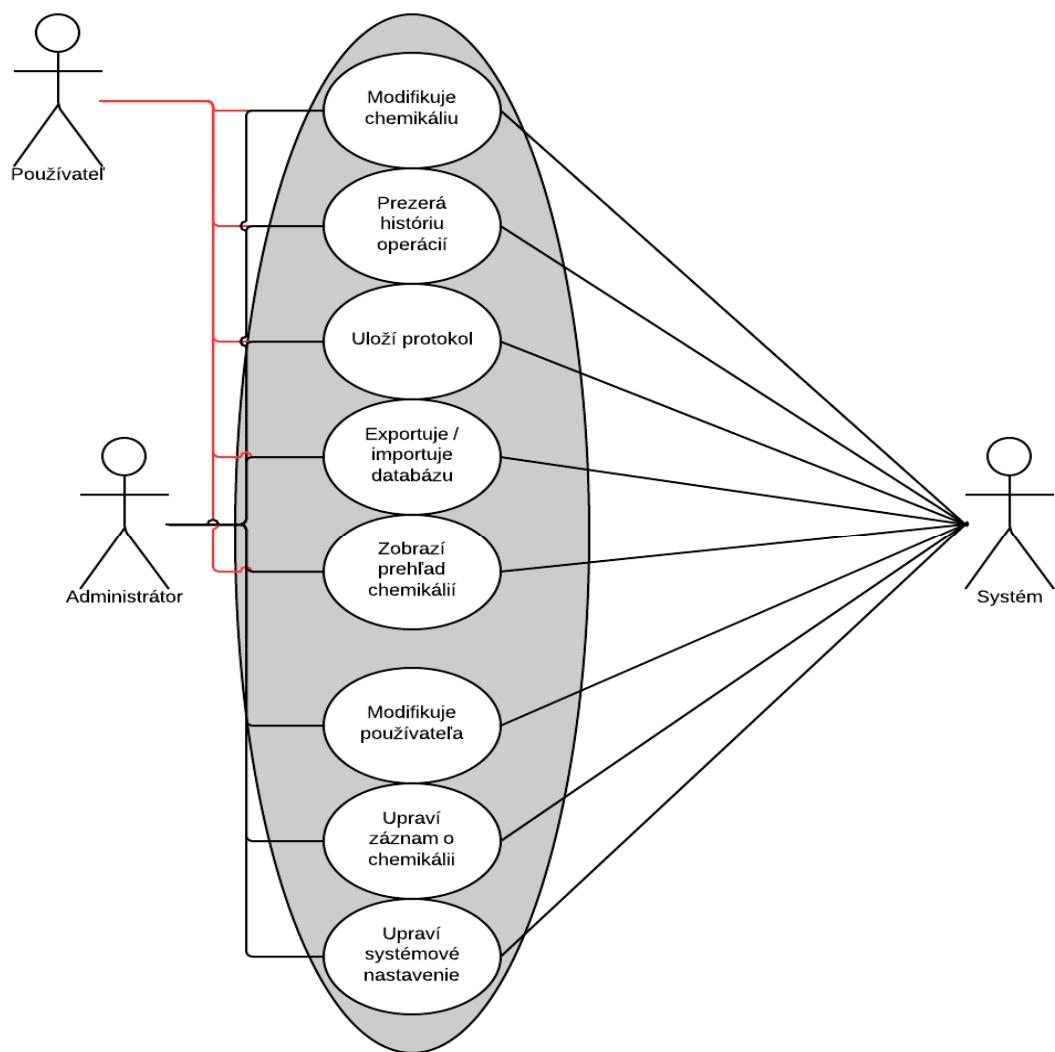 Používateľ
Modifikuje
chemikáliu
Prezerá
históriu
operácií
Uloží protokol
Exportuje /
importuje
databázu
Zobrazí
prehľad
chemikálií
Administrátor
Systém
Modifikuje
používateľa
Upraví
záznam o
chemikálii
Upraví
systémové
nastavenie